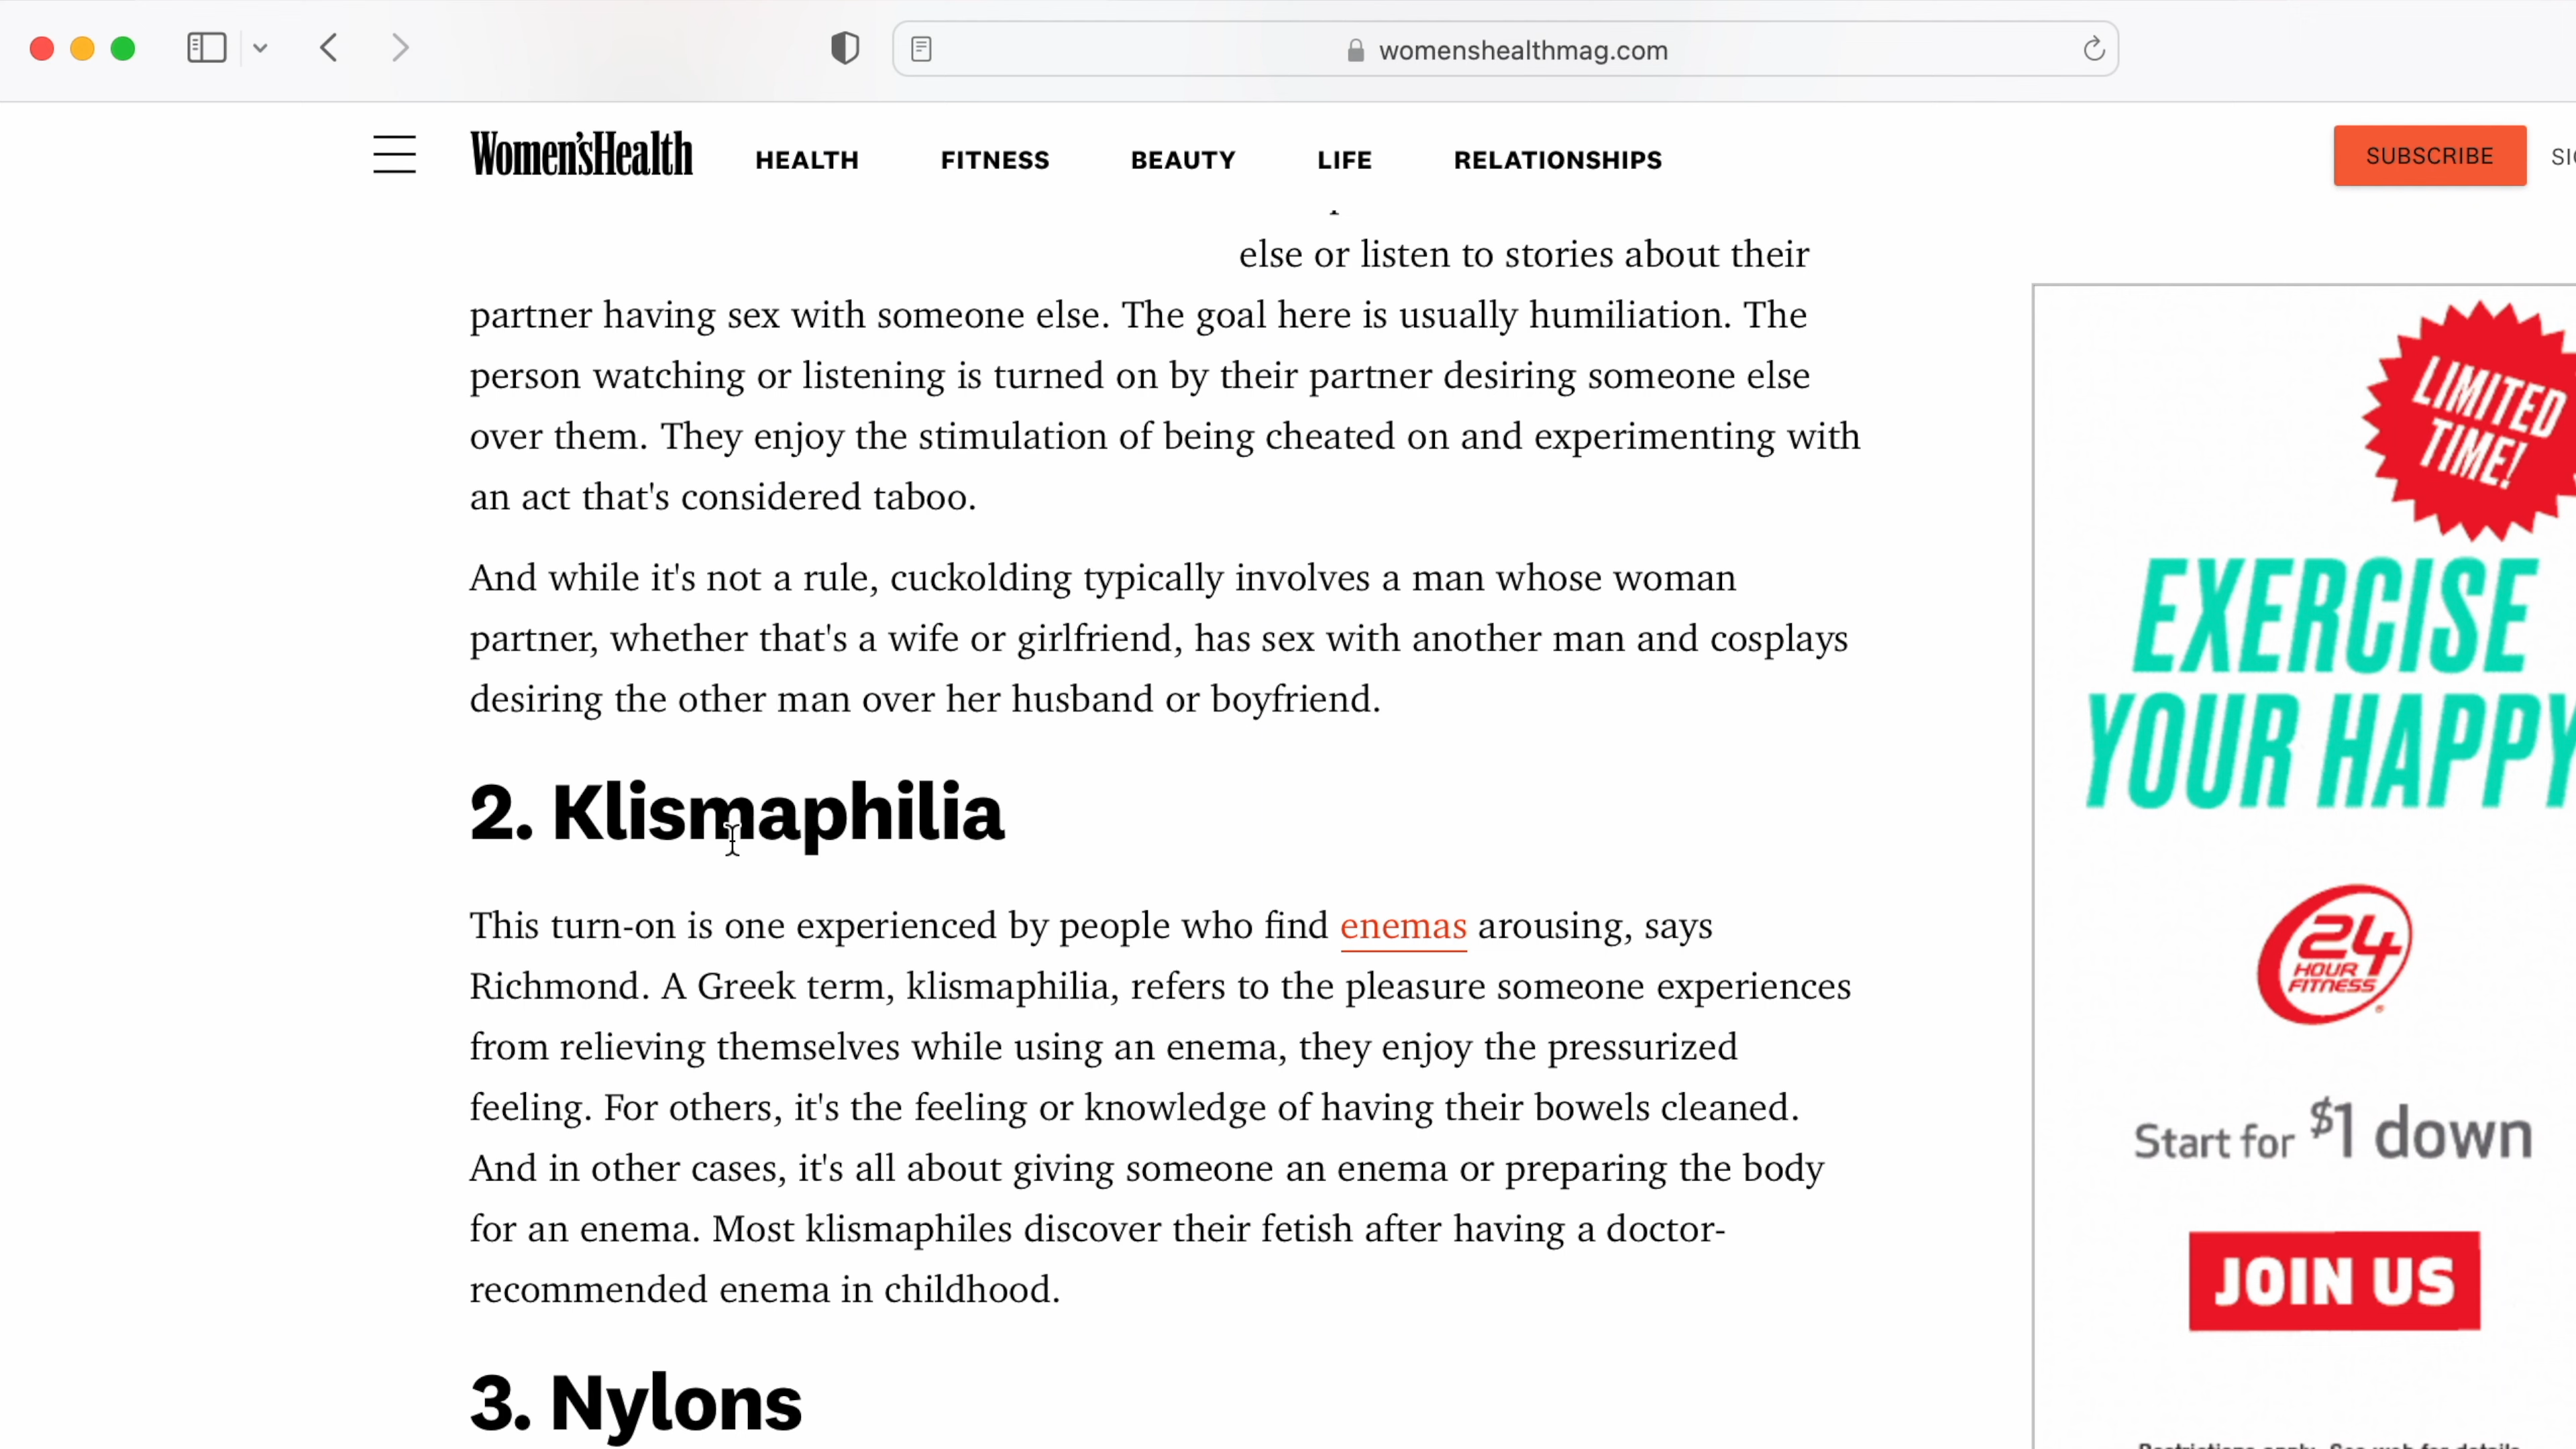 womenshealthmag.com
Women'sHealth
HEALTH
FITNESS
BEAUTY
LIFE
RELATIONSHIPS
SUBSCRIBE
else or listen to stories about their
partner having sex with someone else. The goal here is usually humiliation. The
person watching or listening is turned on by their partner desiring someone else
over them. They enjoy the stimulation of being cheated on and experimenting with
an act that's considered taboo.
And while it's not a rule, cuckolding typically involves a man whose woman
partner, whether that's a wife or girlfriend, has sex with another man and cosplays
desiring the other man over her husband or boyfriend.
2. Klismaphilia
This turn-on is one experienced by people who find enemas arousing, says
Richmond. A Greek term, klismaphilia, refers to the pleasure someone experiences
from relieving themselves while using an enema, they enjoy the pressurized
feeling. For others, it's the feeling or knowledge of having their bowels cleaned.
And in other cases, it's all about giving someone an enema or preparing the body
for an enema. Most klismaphiles discover their fetish after having a doctor-
recommended enema in childhood.
3. Nylons
LIMITED
TIME!
EXERCISE
YOUR HAPPY
24
HOUR
FITNESS
Start for $1 down
JOIN US